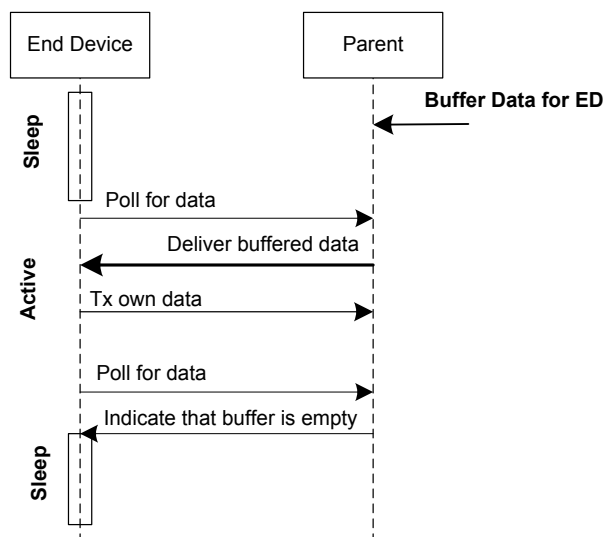 End Device
Parent
Buffer Data for ED
Sleep
Poll for data
Deliver buffered data
Active
Tx own data
Poll for data
Indicate that buffer is empty
Sleep